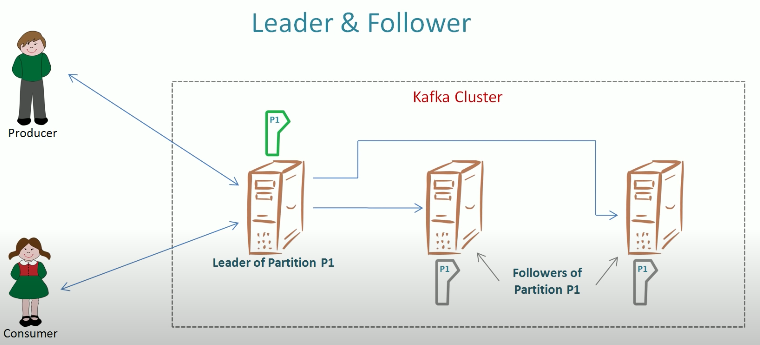 Leader & Follower
Producer
Kafka Cluster
P1
Leader of Partition P1
P1
Followers of
Partition P1
P1
Consumer